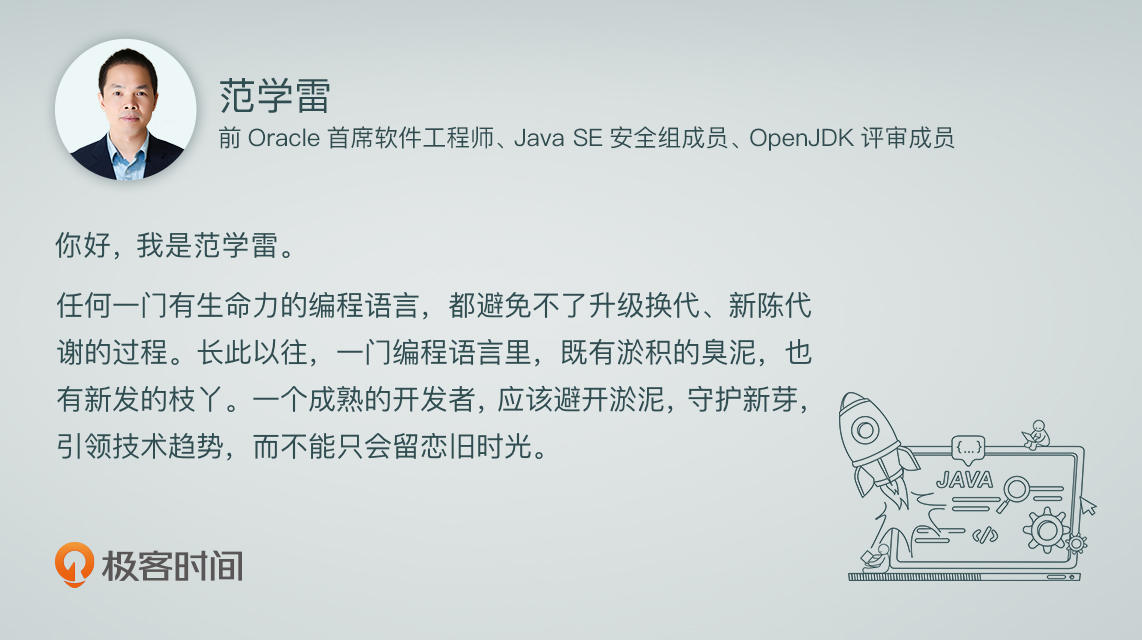 范学雷
前 Oracle 首席软件工程师、Java SE 安全组成员、OpenJDK 评审成员
你好，我是范学雷。
任何一门有生命力的编程语言，都避免不了升级换代、新陈代
谢的过程。长此以往，一门编程语言里，既有淤积的臭泥，也
有新发的枝丫。一个成熟的开发者，应该避开淤泥，守护新芽，
引领技术趋势，而不能只会留恋旧时光。
{...}
JAVA
</>
极客时间